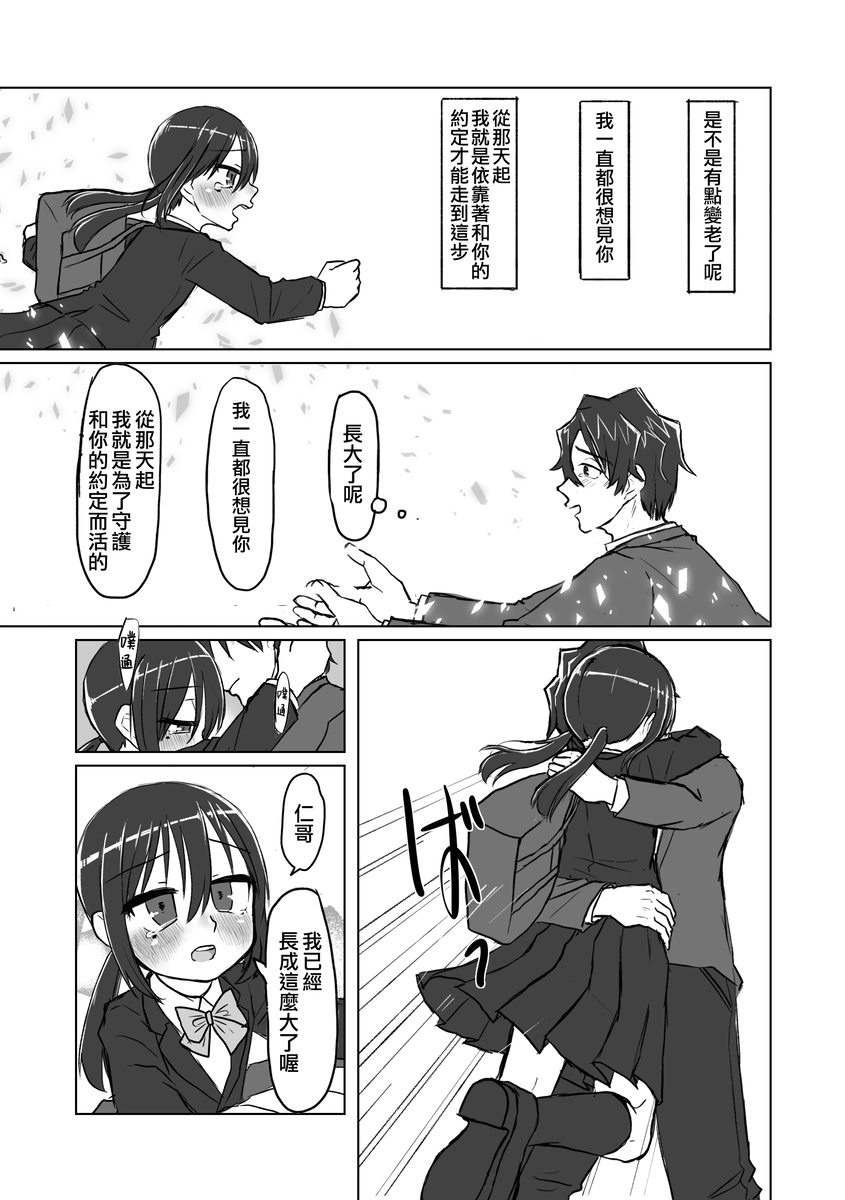 是不是有點變老了呢
我一直都很想見你
從那天起
我就是依靠著和你的
約定才能走到這步
長大了呢
我一直都很想見你
從那天起
我就是為了守護
和你的約定而活的
ばっ
噗通
噗通
仁哥
我已經
長成這麼大了喔